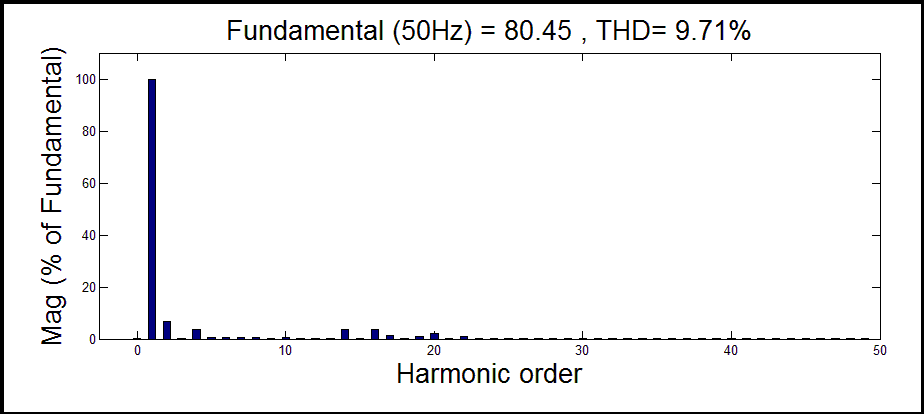 Fundamental (50Hz) = 80.45 , THD= 9.71%
Mag (% of Fundamental)
100
80
60
40
20
0
0 10 20 30 40 50
Harmonic order